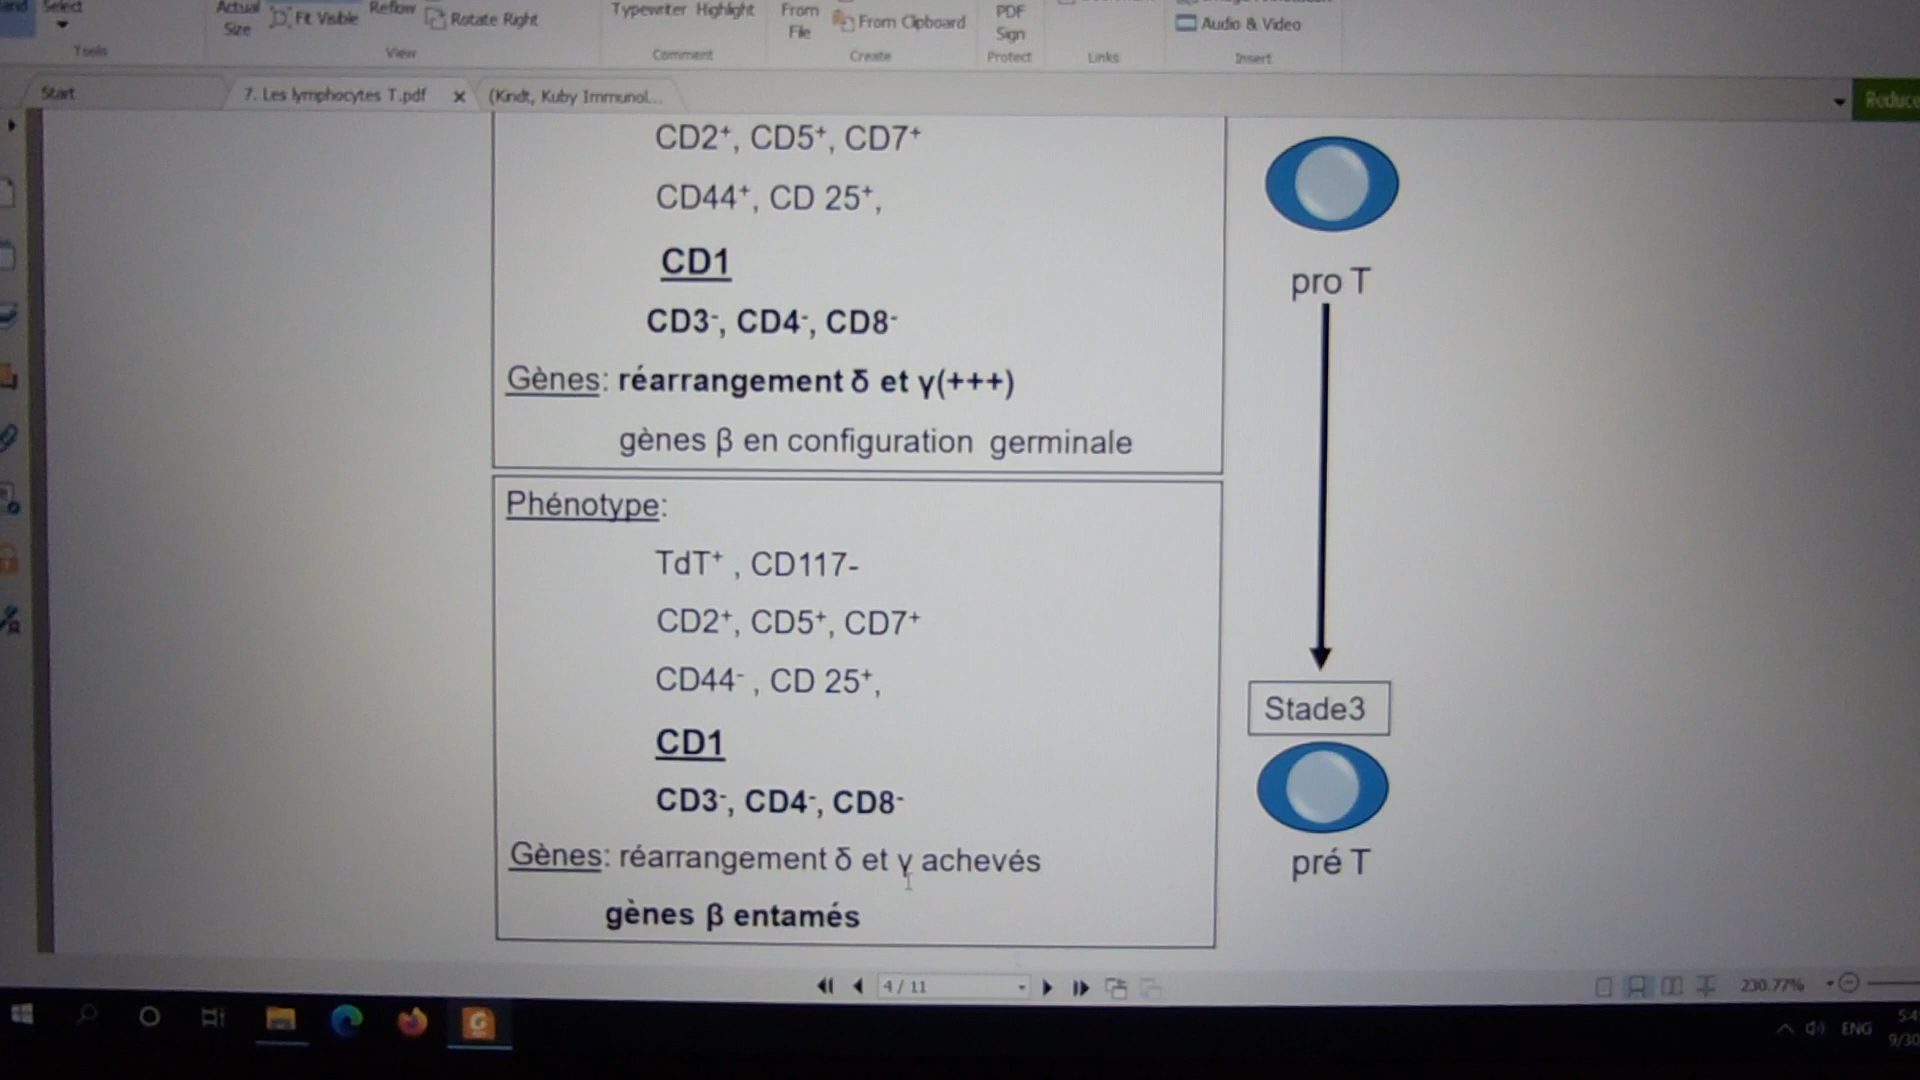 Select
Tools
Actual
Size
Fit Visible
Reflow
Rotate Right
View
Typewriter Highlight
Comment
From
File
From Clipboard
Create
PDF
Sign
Protect
Links
Audio & Video
Insert
Start
7. Les lymphocytes T.pdf
(Kindt, Kuby Immunol...
Reduce
CD2⁺, CD5⁺, CD7⁺
CD44⁺, CD 25⁺,
CD1
CD3⁻, CD4⁻, CD8⁻
Gènes: réarrangement δ et γ(+++)
gènes β en configuration germinale
pro T
Phénotype:
TdT⁺ , CD117-
CD2⁺, CD5⁺, CD7⁺
CD44⁻ , CD 25⁺,
CD1
CD3⁻, CD4⁻, CD8⁻
Gènes: réarrangement δ et γ achevés
gènes β entamés
Stade3
pré T
4 / 11
230.77%
ENG
9/30